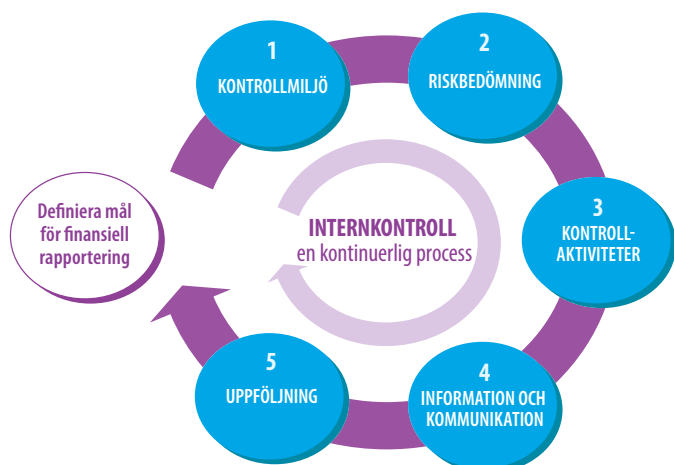 1
KONTROLLMILJÖ
2
RISKBEDÖMNING
3
KONTROLL-
AKTIVITETER
4
INFORMATION OCH
KOMMUNIKATION
5
UPPFÖLJNING
Definiera mål
för finansiell
rapportering
INTERNKONTROLL
en kontinuerlig process